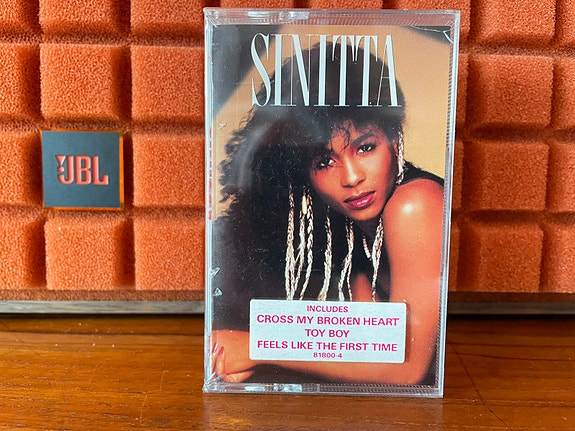 SINITTA
JBL
INCLUDES
CROSS MY BROKEN HEART
TOY BOY
FEELS LIKE THE FIRST TIME
81800-4